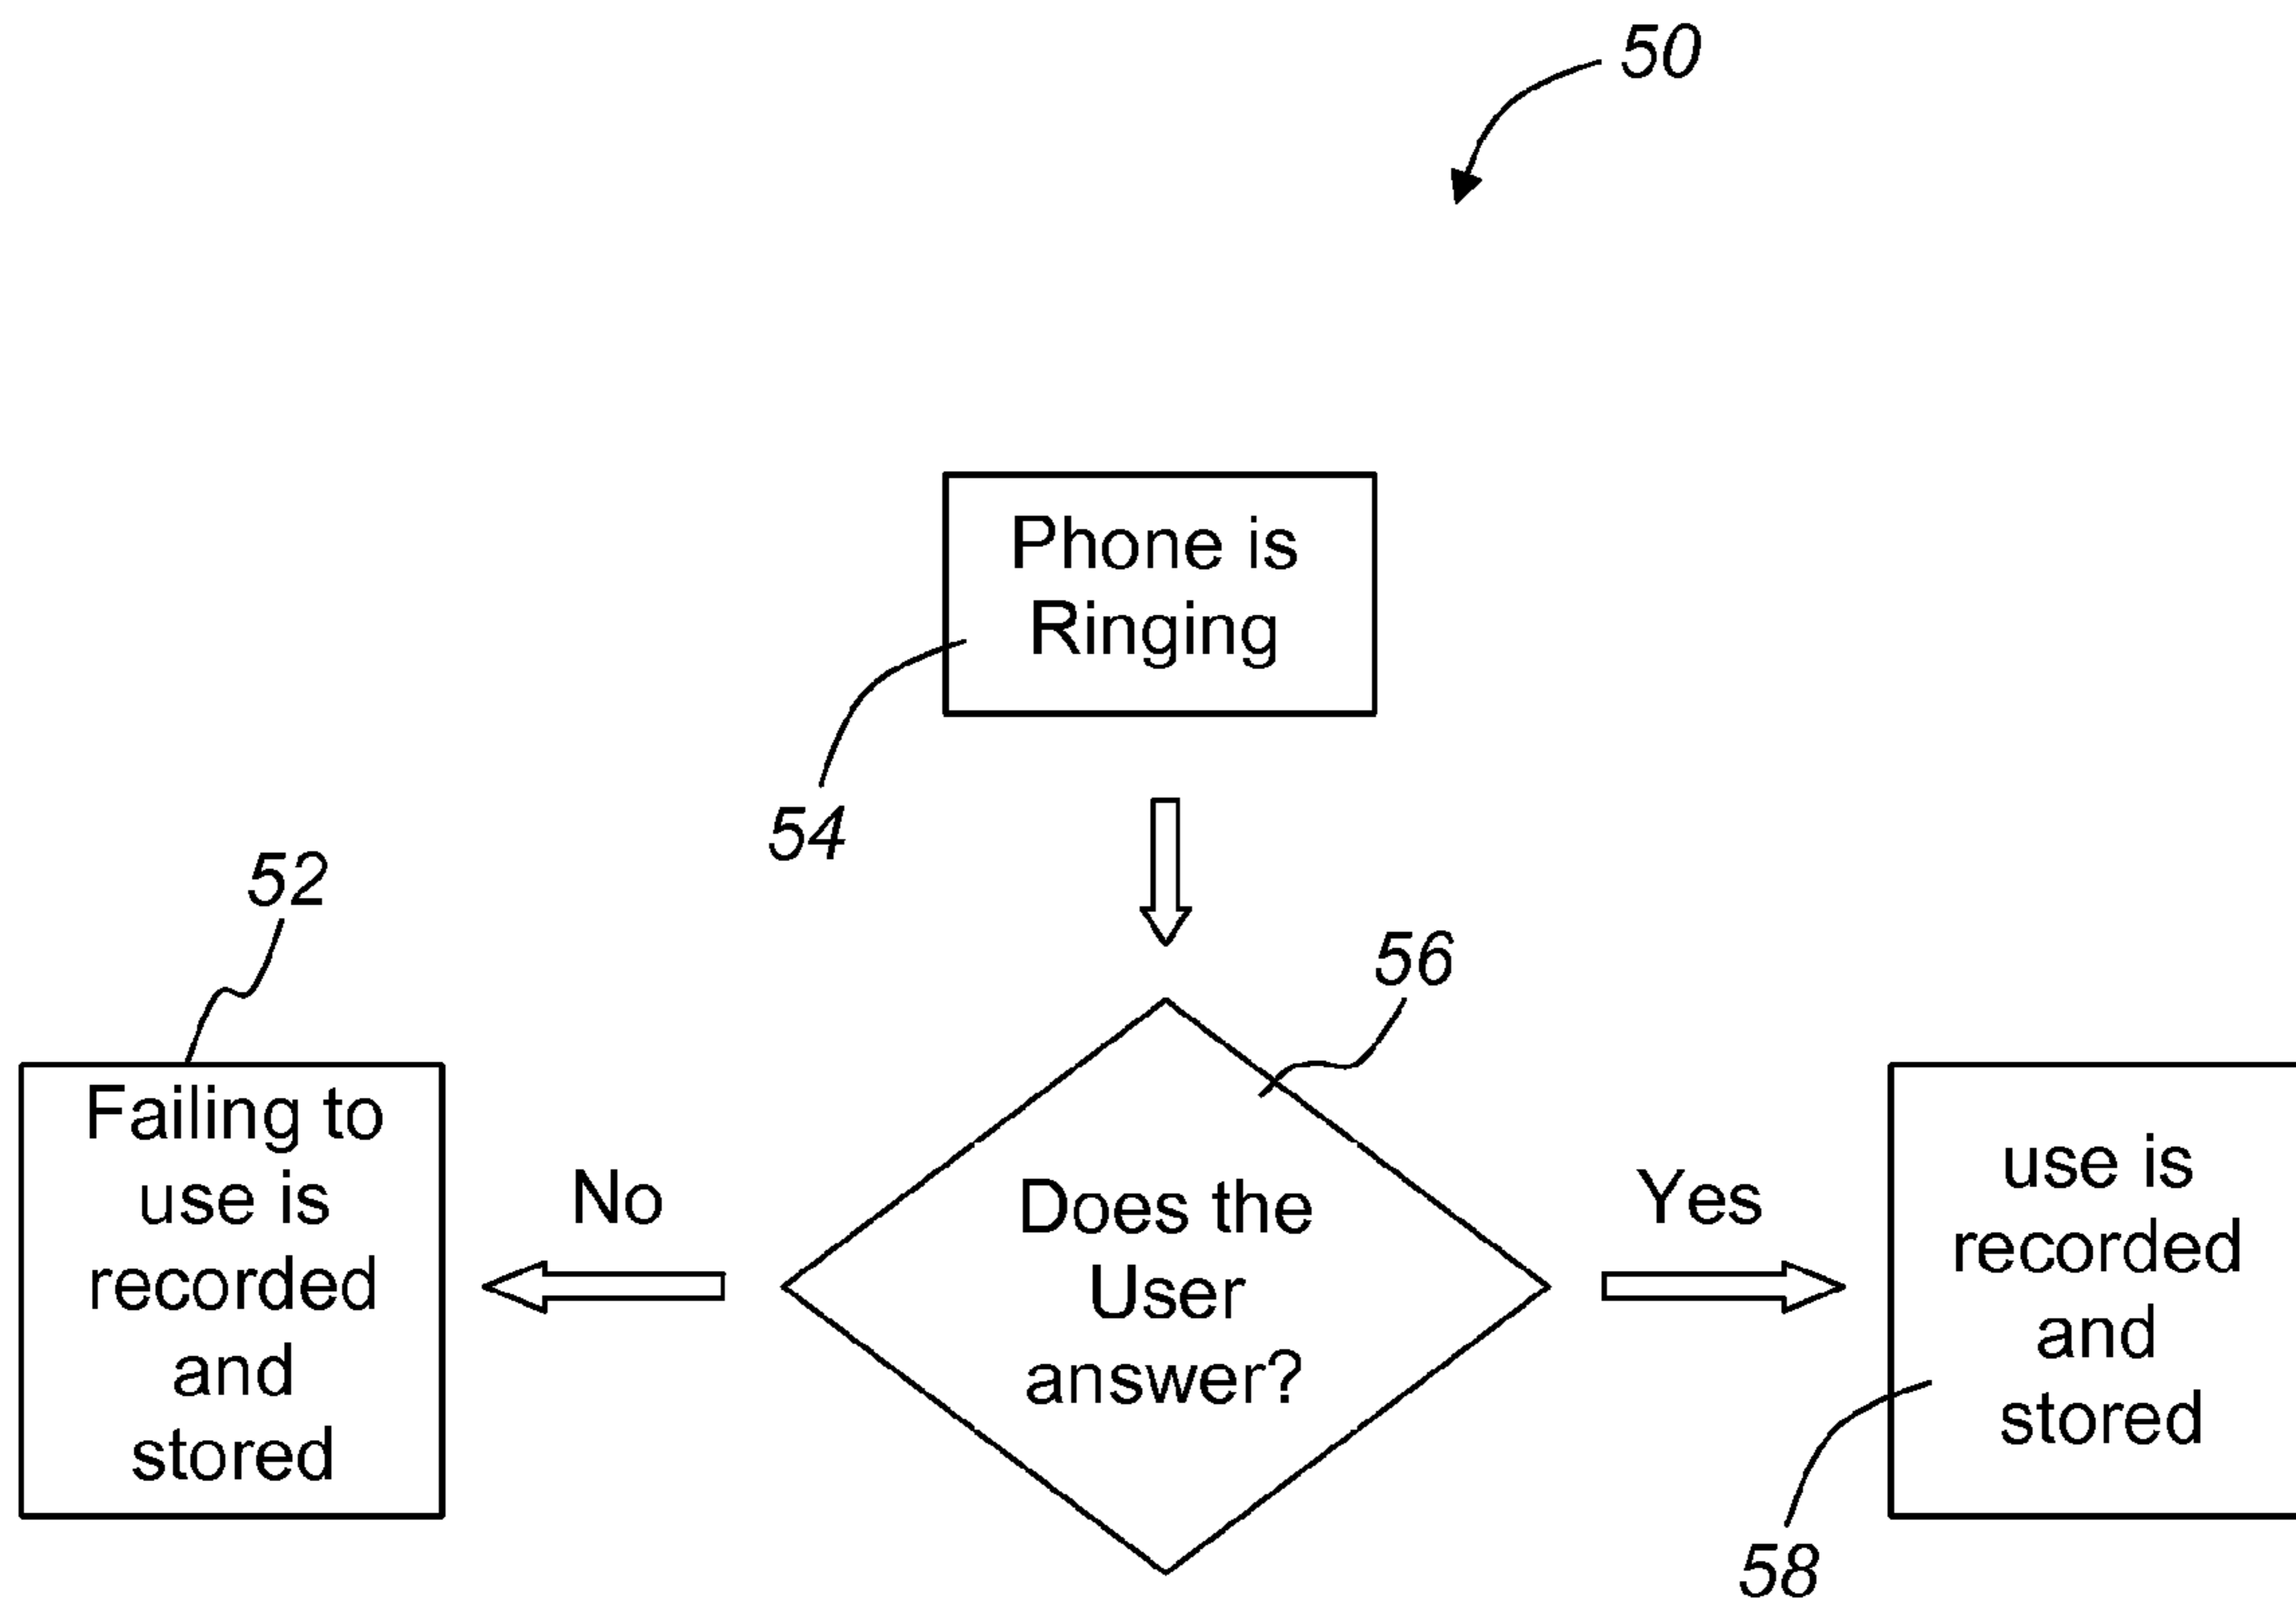 50
Phone is
Ringing
54
52
56
Failing to
use is
recorded
and
stored
No
Does the
User
answer?
Yes
use is
recorded
and
stored
58